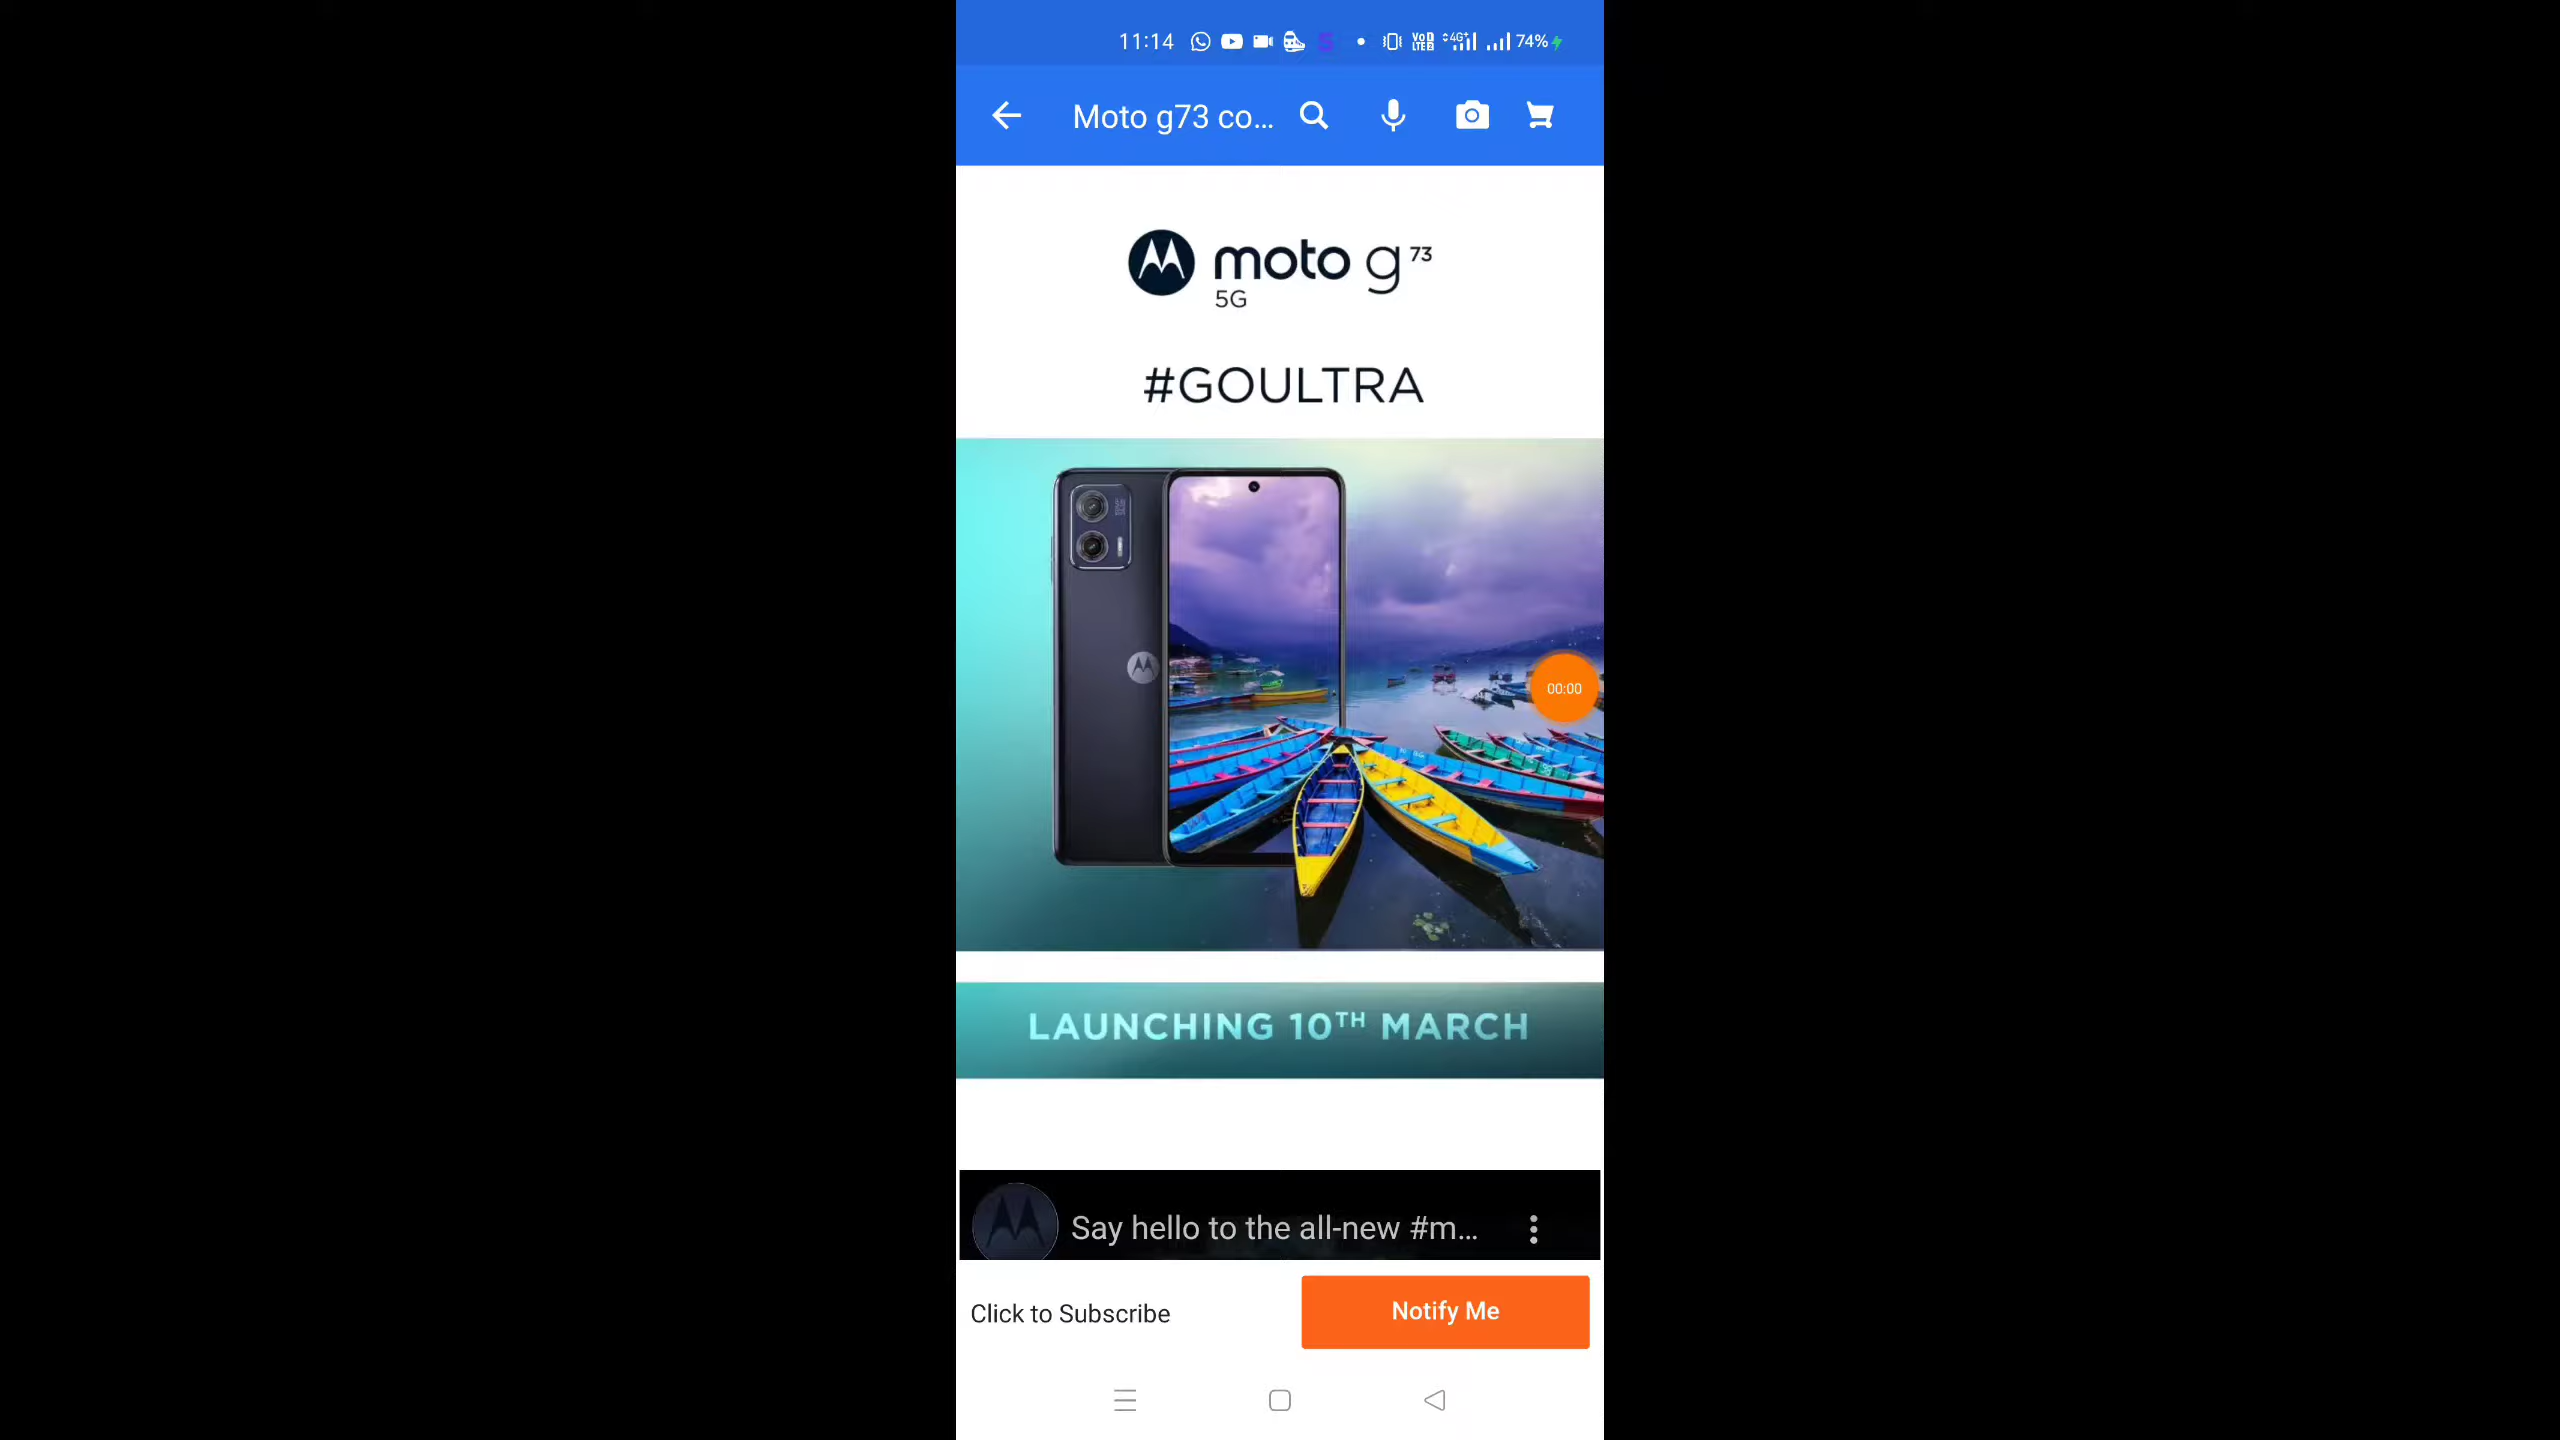 11:14 74%
Moto g73 co...
moto g 73
5G
#GOULTRA
00:00
LAUNCHING 10TH MARCH
Say hello to the all-new #m...
Click to Subscribe
Notify Me